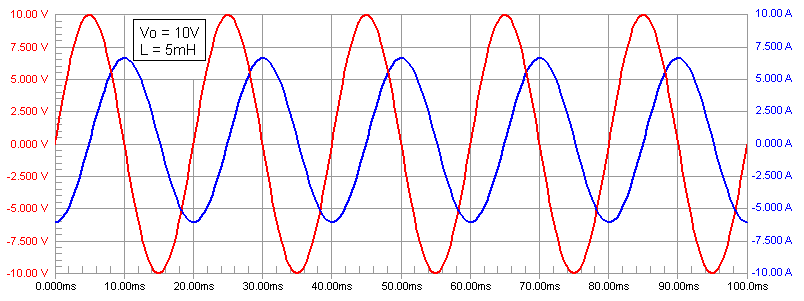 10.00 V
7.500 V
5.000 V
2.500 V
0.000 V
-2.500 V
-5.000 V
-7.500 V
-10.00 V
Vo = 10V
L = 5mH
10.00 A
7.500 A
5.000 A
2.500 A
0.000 A
-2.500 A
-5.000 A
-7.500 A
-10.00 A
0.000ms 10.00ms 20.00ms 30.00ms 40.00ms 50.00ms 60.00ms 70.00ms 80.00ms 90.00ms 100.0ms